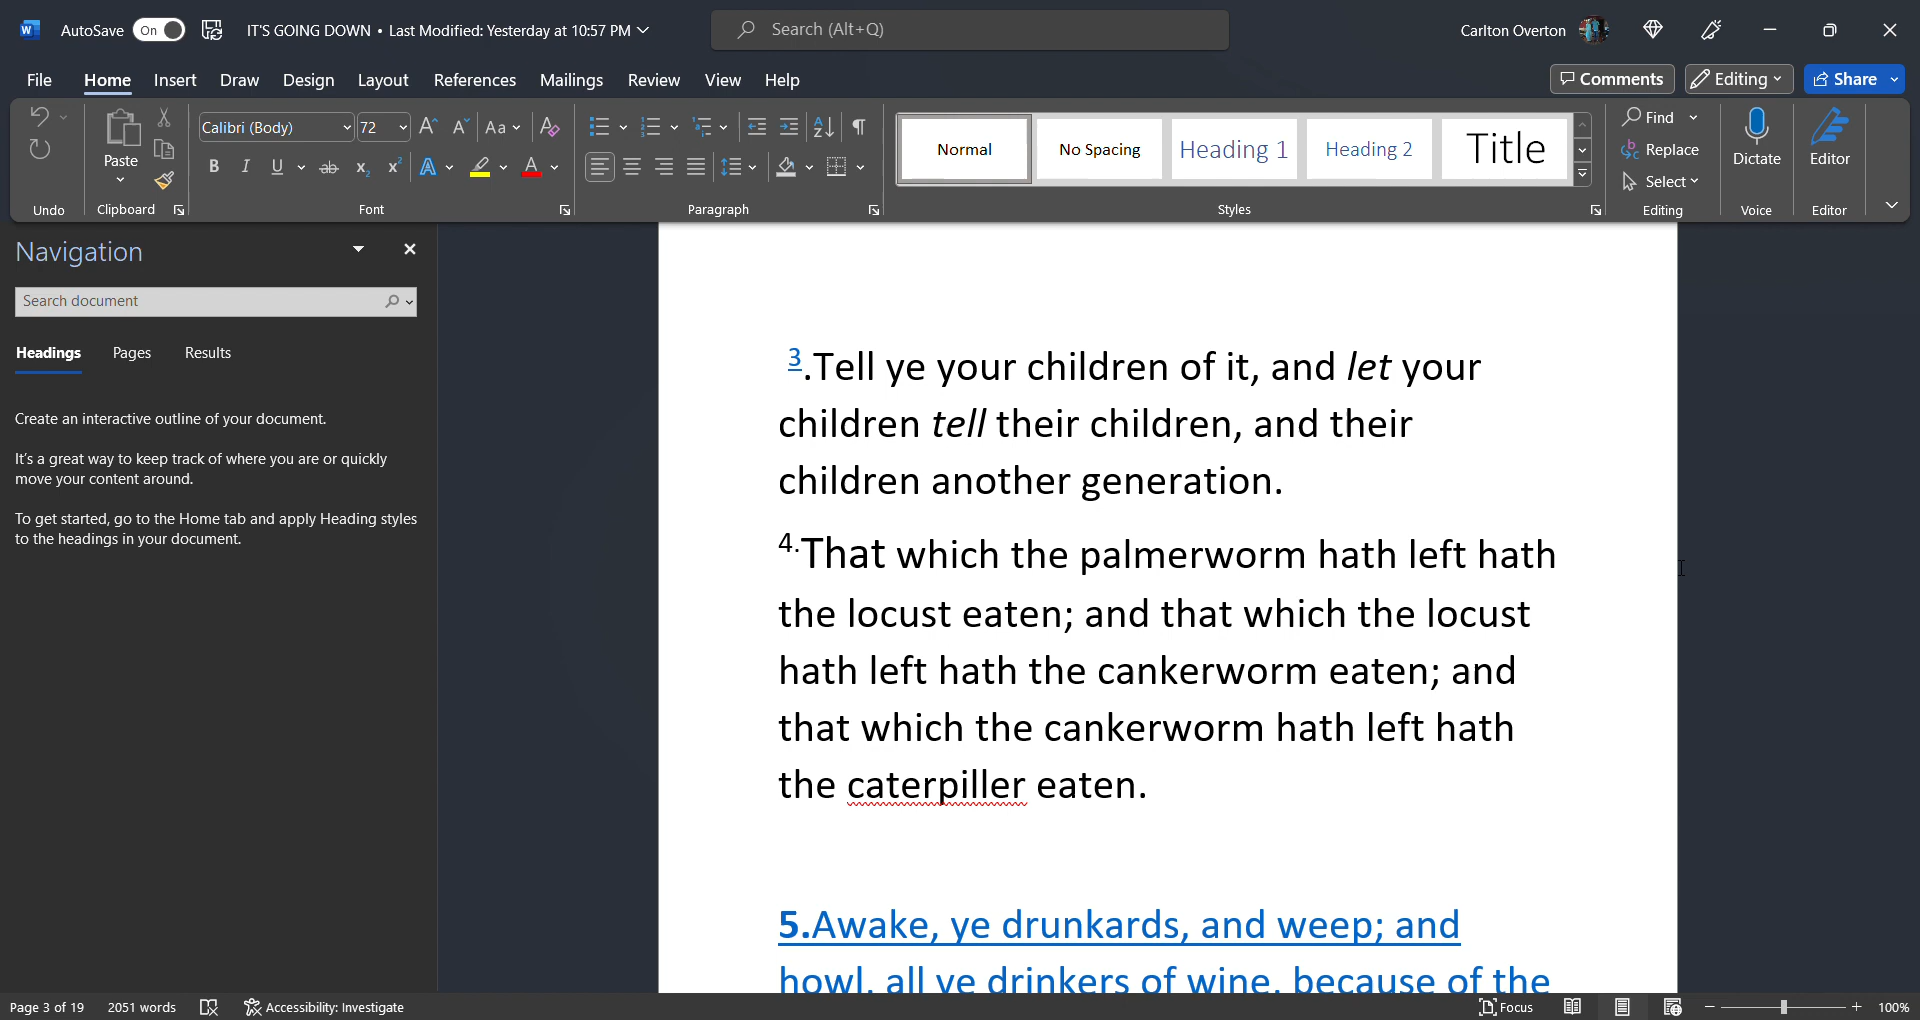 AutoSave On IT'S GOING DOWN • Last Modified: Yesterday at 10:57 PM Search (Alt+Q) Carlton Overton
File Home Insert Draw Design Layout References Mailings Review View Help Comments Editing Share
Calibri (Body) 72 Aa
Paste
Normal No Spacing Heading 1 Heading 2 Title
Find
Replace
Select
Dictate Editor
Undo Clipboard Font Paragraph Styles Editing Voice Editor
Navigation
Search document
Headings Pages Results
Create an interactive outline of your document.
It's a great way to keep track of where you are or quickly
move your content around.
To get started, go to the Home tab and apply Heading styles
to the headings in your document.
3.Tell ye your children of it, and let your
children tell their children, and their
children another generation.
4.That which the palmerworm hath left hath
the locust eaten; and that which the locust
hath left hath the cankerworm eaten; and
that which the cankerworm hath left hath
the caterpiller eaten.
5.Awake, ye drunkards, and weep; and
howl, all ye drinkers of wine, because of the
Page 3 of 19 2051 words Accessibility: Investigate Focus 100%